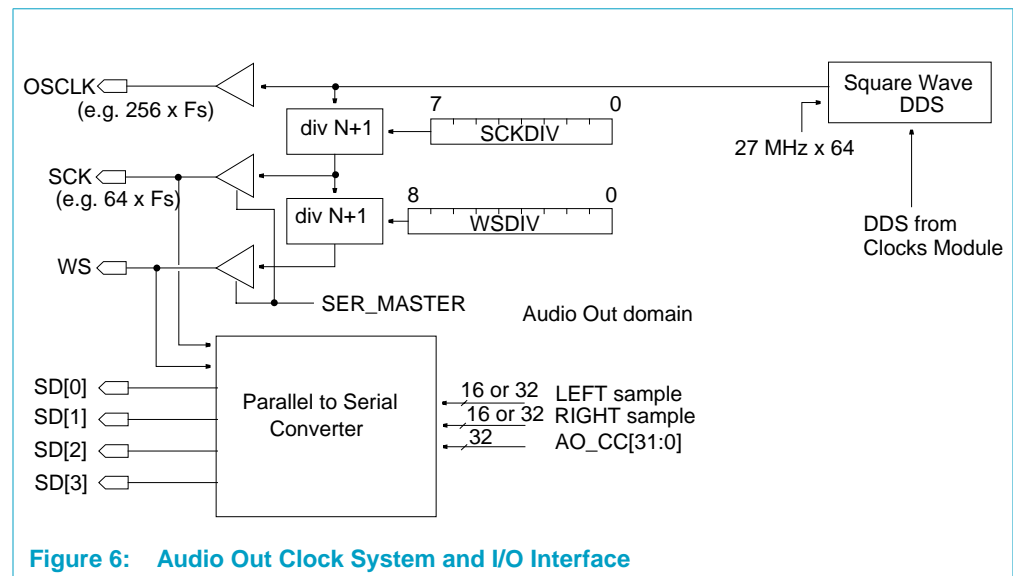 OSCLK
(e.g. 256 x Fs)
Square Wave
DDS
7 0
div N+1
SCKDIV
27 MHz x 64
SCK
(e.g. 64 x Fs)
8 0
div N+1
WSDIV
DDS from
Clocks Module
WS
SER_MASTER
Audio Out domain
SD[0]
SD[1]
SD[2]
SD[3]
Parallel to Serial
Converter
16 or 32 LEFT sample
16 or 32 RIGHT sample
32 AO_CC[31:0]
Figure 6: Audio Out Clock System and I/O Interface